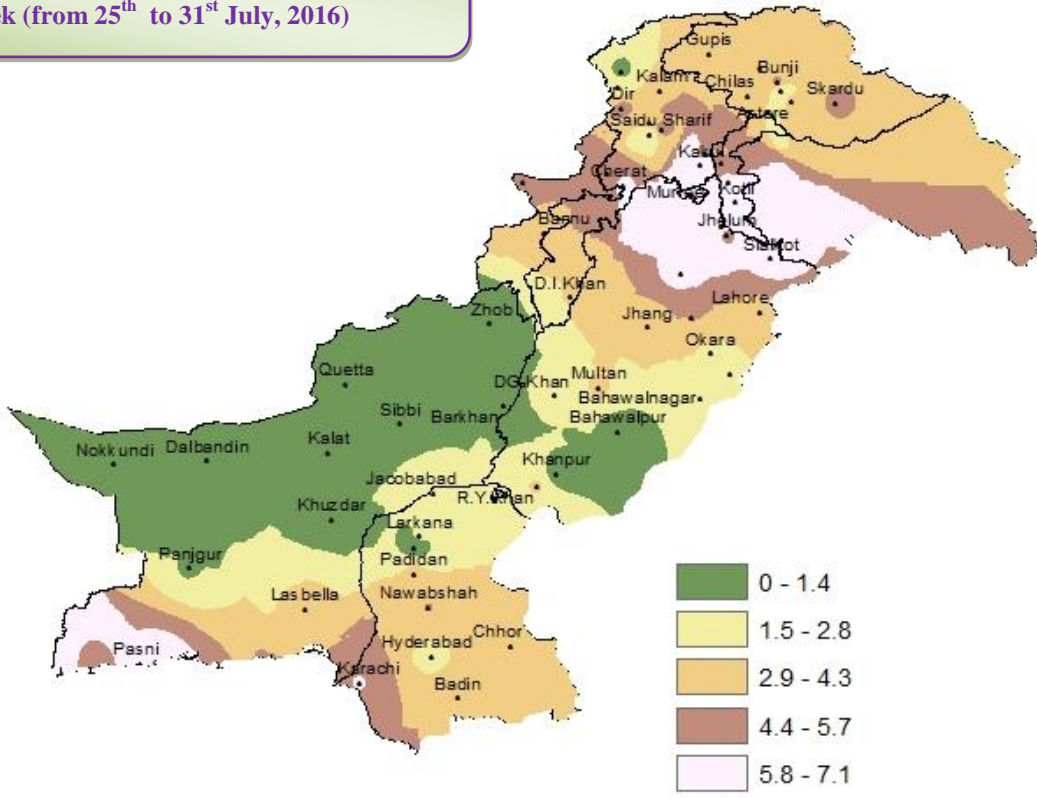 ek (from 25th to 31st July, 2016)
Gupis
Bunji
Kalam
Chilas
Skardu
Dir
Astore
Saidu Sharif
Cherat
Kotli
Bannu
Jhelum
Sialkot
D.I.Khan
Zhob
Lahore
Jhang
Okara
Quetta
DG Khan
Multan
Bahawalnagar
Sibbi
Barkhan
Bahawalpur
Nokkundi
Dalbandin
Kalat
Khanpur
Jacobabad
R.Y.Khan
Khuzdar
Larkana
Panjgur
Padidan
Lasbella
Nawabshah
Chhor
Hyderabad
Pasni
Karachi
Badin
0 - 1.4
1.5 - 2.8
2.9 - 4.3
4.4 - 5.7
5.8 - 7.1